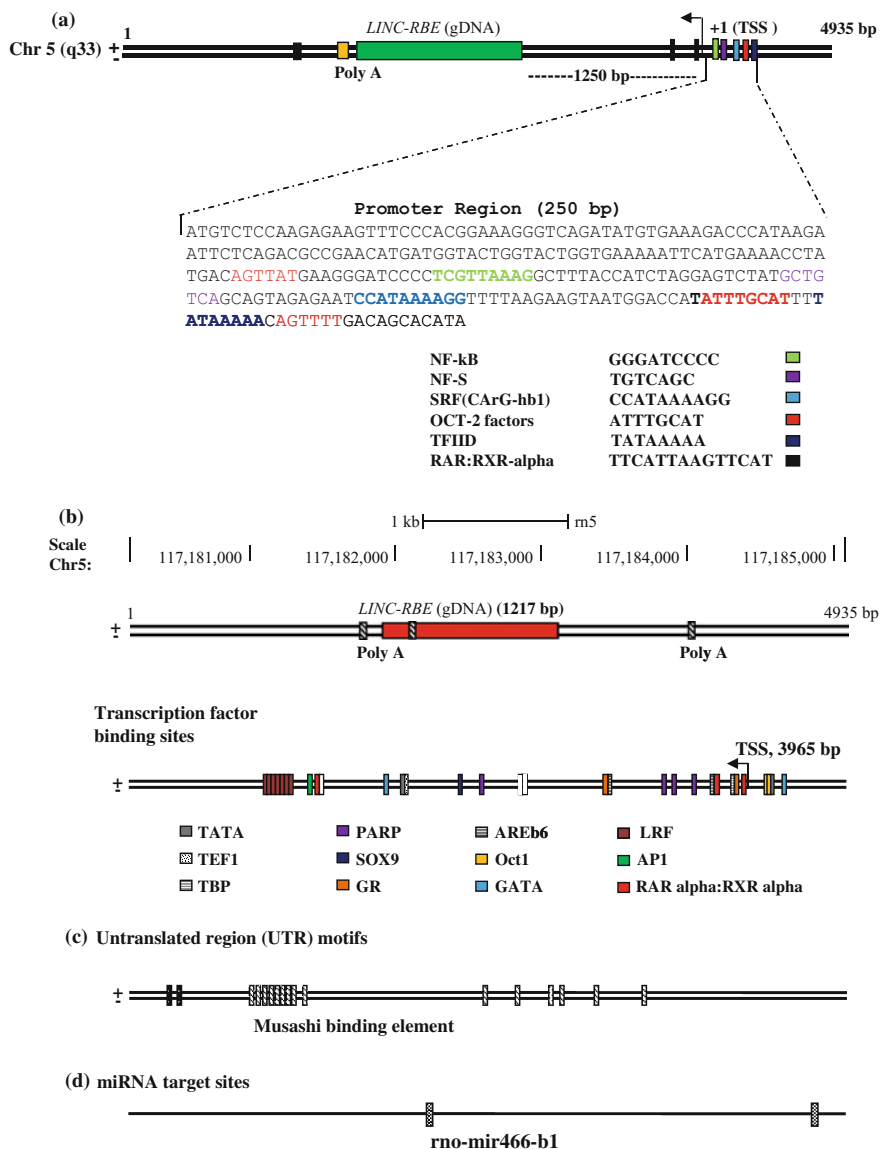 (a)
LINC-RBE (gDNA)
1
+1 (TSS )
4935 bp
Chr 5 (q33)
+
-
Poly A
------1250 bp------------
Promoter Region (250 bp)
ATGTCTCCAAGAGAAGTTTCCCACGGAAAGGGTCAGATATGTGAAAGACCCATAAGA
ATTCTCAGACGCCGAACATGATGGTACTGGTACTGGTGAAAAATTCATGAAAACCTA
TGACAGTTATGAAGGGATCCCCTCGTTAAAGGCTTTACCATCTAGGAGTCTATGCTG
TCAGCAGTAGAGAATCCATAAAAGGTTTTAAGAAGTAATGGACCATATTTGCATTTT
ATAAAAACAGTTTTGACAGCACATA
NF-kB GGGATCCCC
NF-S TGTCAGC
SRF(CArG-hb1) CCATAAAAGG
OCT-2 factors ATTTGCAT
TFIID TATAAAAA
RAR:RXR-alpha TTCATTAAGTTCAT
(b)
1 kb rn5
Scale
Chr5: 117,181,000 117,182,000 117,183,000 117,184,000 117,185,000
1 LINC-RBE (gDNA) (1217 bp) 4935 bp
+
-
Poly A Poly A
Transcription factor
binding sites
TSS, 3965 bp
+
-
TATA PARP AREb6 LRF
TEF1 SOX9 Oct1 AP1
TBP GR GATA RAR alpha:RXR alpha
(c) Untranslated region (UTR) motifs
+
-
Musashi binding element
(d) miRNA target sites
rno-mir466-b1